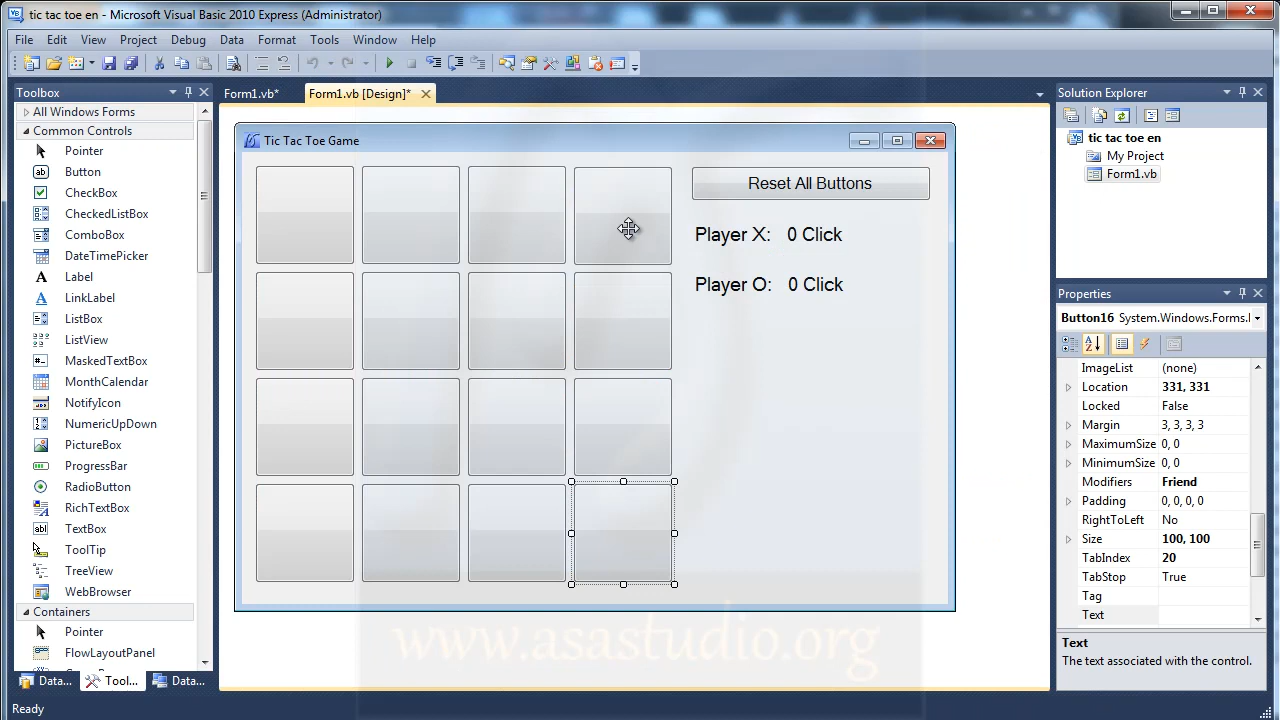 tic tac toe en - Microsoft Visual Basic 2010 Express (Administrator)
File Edit View Project Debug Data Format Tools Window Help
Toolbox
All Windows Forms
Common Controls
Pointer
Button
CheckBox
CheckedListBox
ComboBox
DateTimePicker
Label
LinkLabel
ListBox
ListView
MaskedTextBox
MonthCalendar
NotifyIcon
NumericUpDown
PictureBox
ProgressBar
RadioButton
RichTextBox
TextBox
ToolTip
TreeView
WebBrowser
Containers
Pointer
FlowLayoutPanel
Data... Tool... Data...
Form1.vb* Form1.vb [Design]*
Tic Tac Toe Game
Reset All Buttons
Player X: 0 Click
Player O: 0 Click
www.asastudio.org
Solution Explorer
tic tac toe en
My Project
Form1.vb
Properties
Button16 System.Windows.Forms.
ImageList (none)
Location 331, 331
Locked False
Margin 3, 3, 3, 3
MaximumSize 0, 0
MinimumSize 0, 0
Modifiers Friend
Padding 0, 0, 0, 0
RightToLeft No
Size 100, 100
TabIndex 20
TabStop True
Tag
Text
Text
The text associated with the control.
Ready